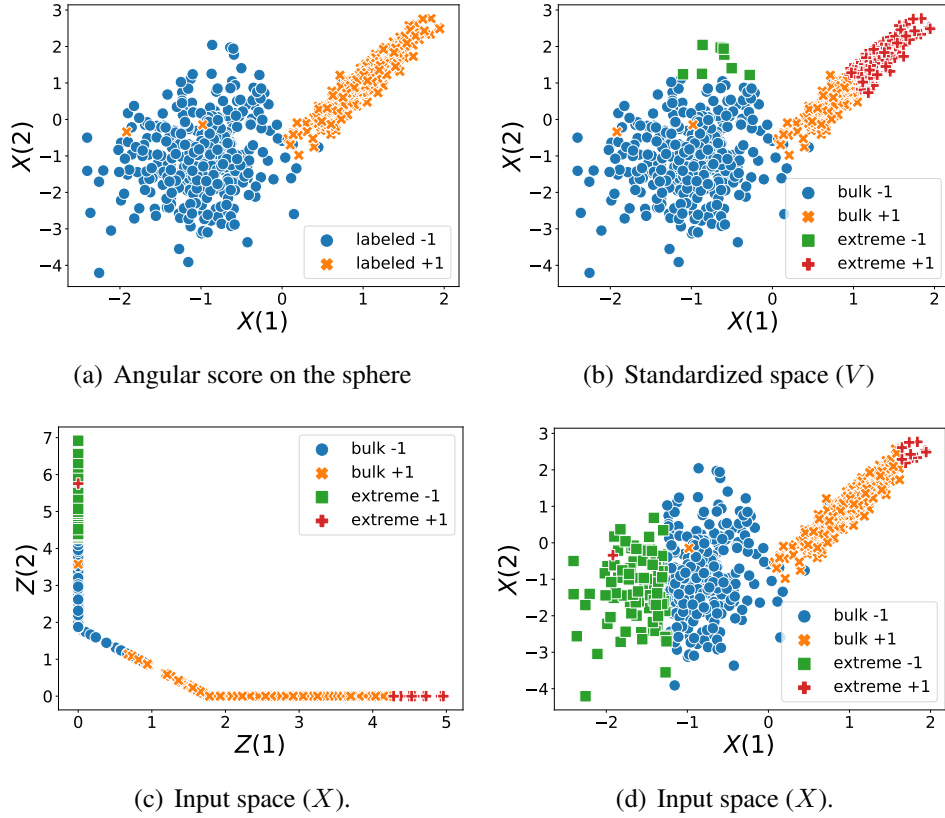 3
2
1
0
−1
−2
−3
−4
X(2)
labeled -1
labeled +1
−2
−1
0
1
2
X(1)
(a) Angular score on the sphere
3
2
1
0
−1
−2
−3
−4
X(2)
bulk -1
bulk +1
extreme -1
extreme +1
−2
−1
0
1
2
X(1)
(b) Standardized space (V)
7
6
5
4
3
2
1
0
Z(2)
bulk -1
bulk +1
extreme -1
extreme +1
0
1
2
3
4
5
Z(1)
(c) Input space (X).
3
2
1
0
−1
−2
−3
−4
X(2)
bulk -1
bulk +1
extreme -1
extreme +1
−2
−1
0
1
2
X(1)
(d) Input space (X).